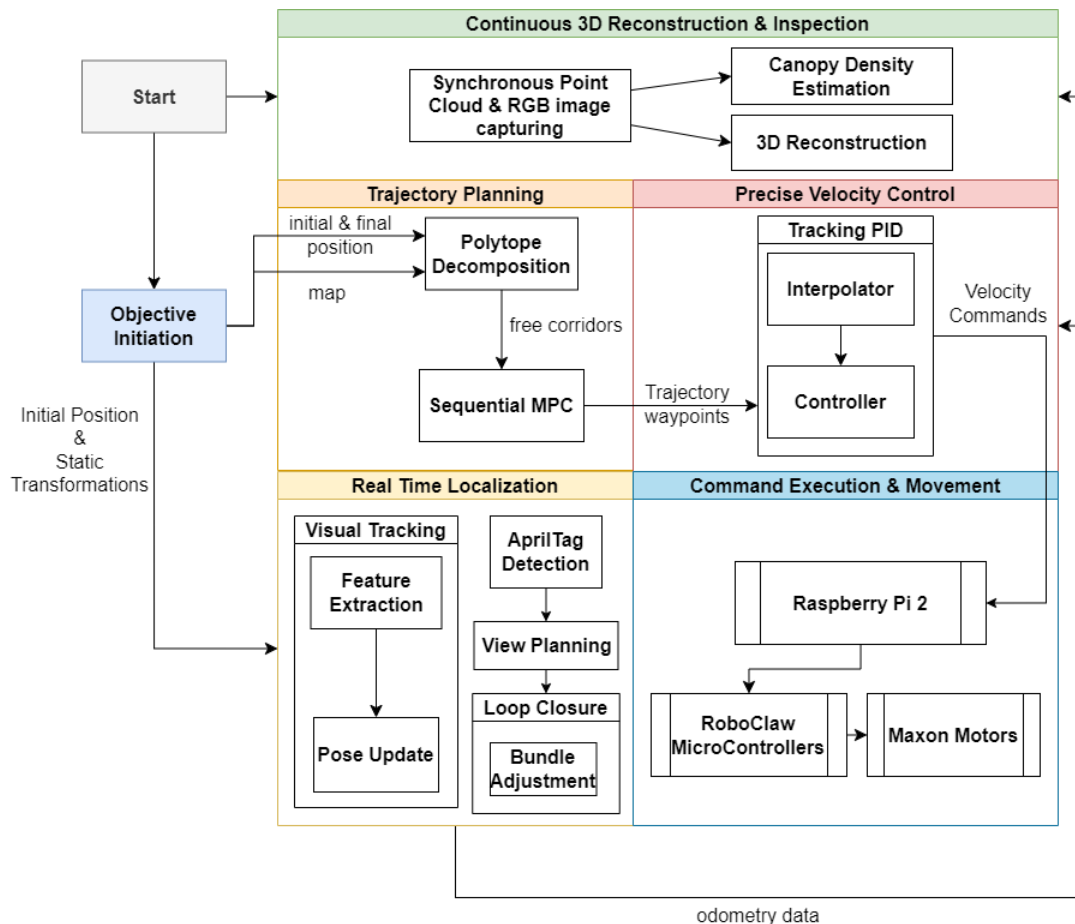 Continuous 3D Reconstruction & Inspection
Start
Synchronous Point
Cloud & RGB image
capturing
Canopy Density
Estimation
3D Reconstruction
Trajectory Planning
Precise Velocity Control
initial & final
position
map
Polytope
Decomposition
free corridors
Sequential MPC
Trajectory
waypoints
Tracking PID
Interpolator
Controller
Velocity
Commands
Objective
Initiation
Initial Position
&
Static
Transformations
Real Time Localization
Command Execution & Movement
Visual Tracking
Feature
Extraction
Pose Update
AprilTag
Detection
View Planning
Loop Closure
Bundle
Adjustment
Raspberry Pi 2
RoboClaw
MicroControllers
Maxon Motors
odometry data